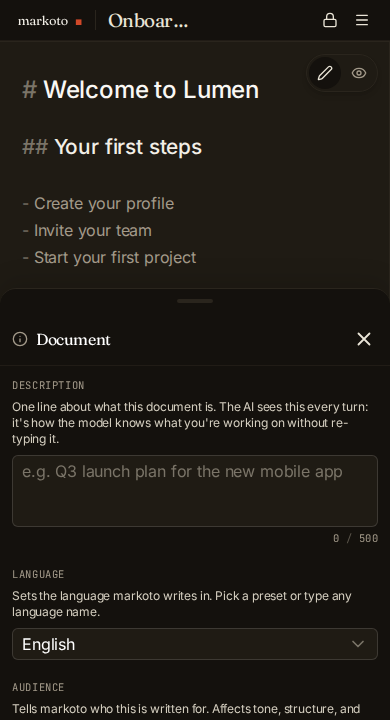 markoto
Onboar...
# Welcome to Lumen
## Your first steps
- Create your profile
- Invite your team
- Start your first project
Document
DESCRIPTION
One line about what this document is. The AI sees this every turn:
it's how the model knows what you're working on without re-
typing it.
e.g. Q3 launch plan for the new mobile app
0 / 500
LANGUAGE
Sets the language markoto writes in. Pick a preset or type any
language name.
English
AUDIENCE
Tells markoto who this is written for. Affects tone, structure, and